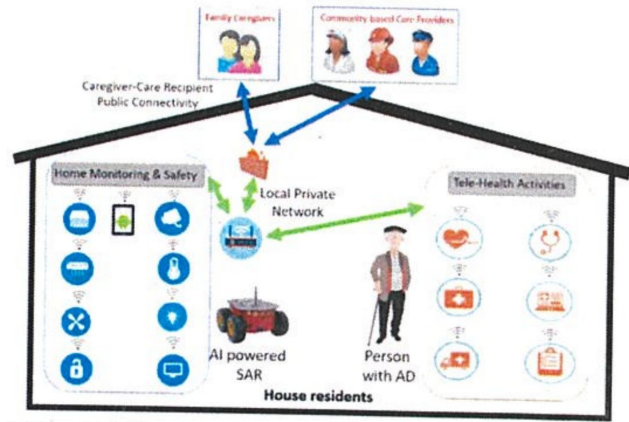 Family Caregivers
Community based Care Providers
Caregiver-Care Recipient
Public Connectivity
Home Monitoring & Safety
Local Private
Network
Tele-Health Activities
AI powered
SAR
Person
with AD
House residents